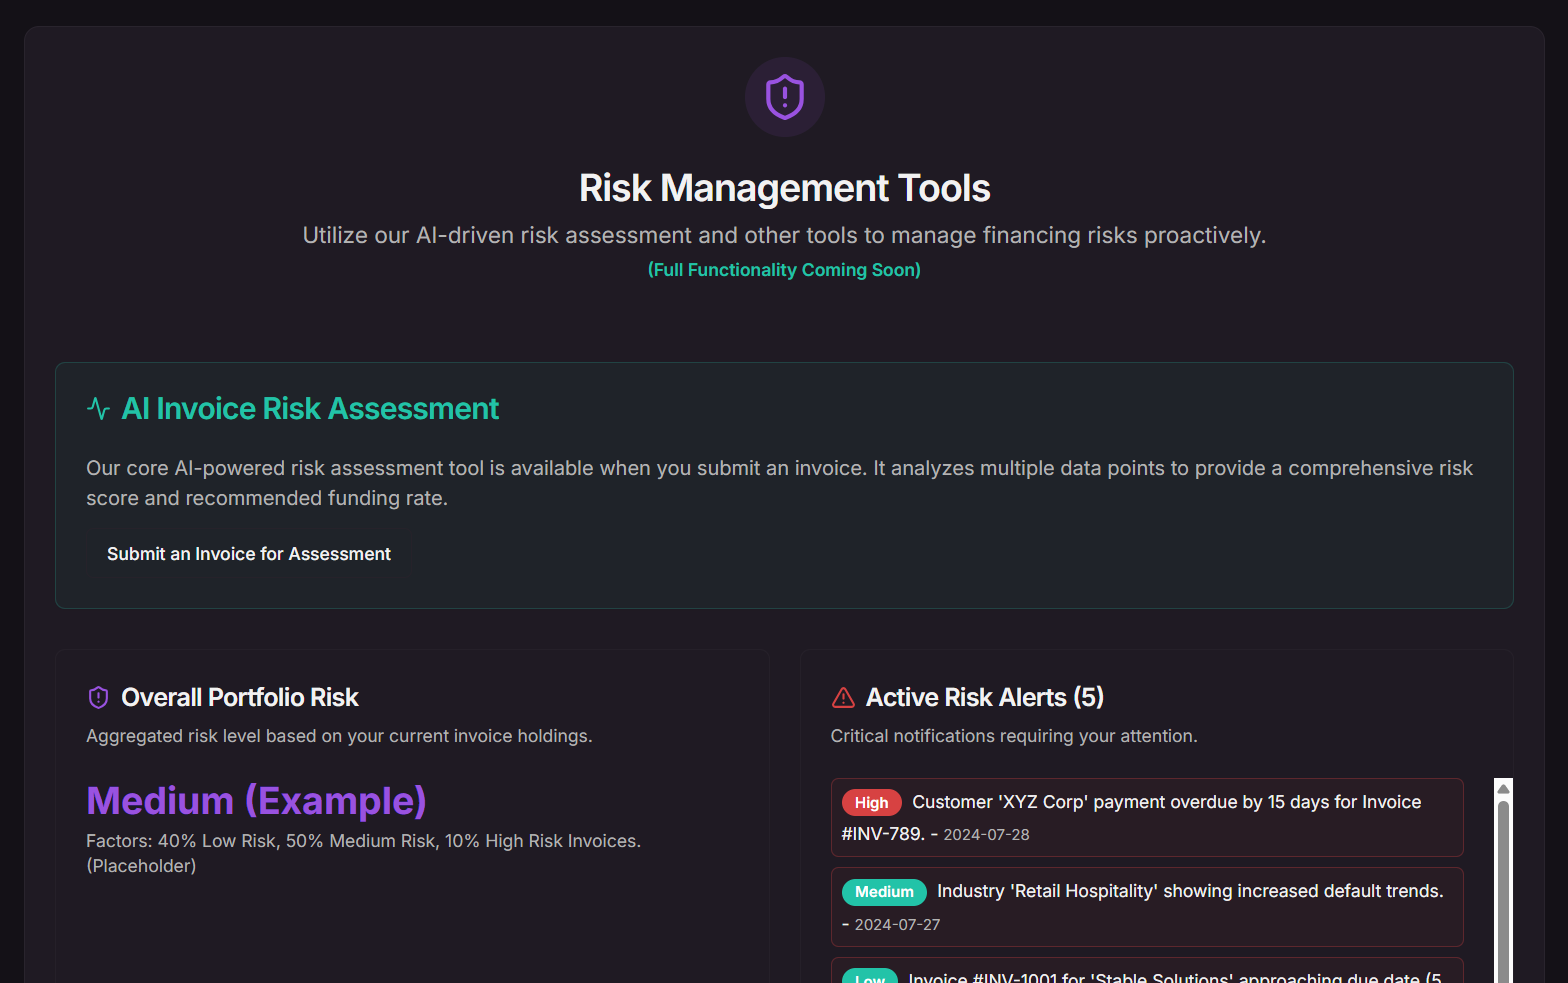 Risk Management Tools
Utilize our AI-driven risk assessment and other tools to manage financing risks proactively.
(Full Functionality Coming Soon)
AI Invoice Risk Assessment
Our core AI-powered risk assessment tool is available when you submit an invoice. It analyzes multiple data points to provide a comprehensive risk
score and recommended funding rate.
Submit an Invoice for Assessment
Overall Portfolio Risk
Aggregated risk level based on your current invoice holdings.
Medium (Example)
Factors: 40% Low Risk, 50% Medium Risk, 10% High Risk Invoices.
(Placeholder)
Active Risk Alerts (5)
Critical notifications requiring your attention.
High Customer 'XYZ Corp' payment overdue by 15 days for Invoice
#INV-789. - 2024-07-28
Medium Industry 'Retail Hospitality' showing increased default trends.
- 2024-07-27
Low Invoice #INV-1001 for 'Stable Solutions' approaching due date (5